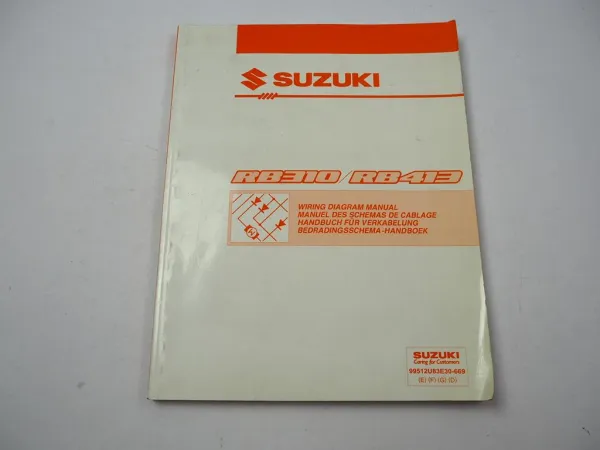 SUZUKI
RB310/RB413
WIRING DIAGRAM MANUAL
MANUEL DES SCHEMAS DE CABLAGE
HANDBUCH FÜR VERKABELUNG
BEDRADINGSSCHEMA-HANDBOEK
SUZUKI
Caring for Customers
99512U83E20-669
(E) (F) (G) (D)